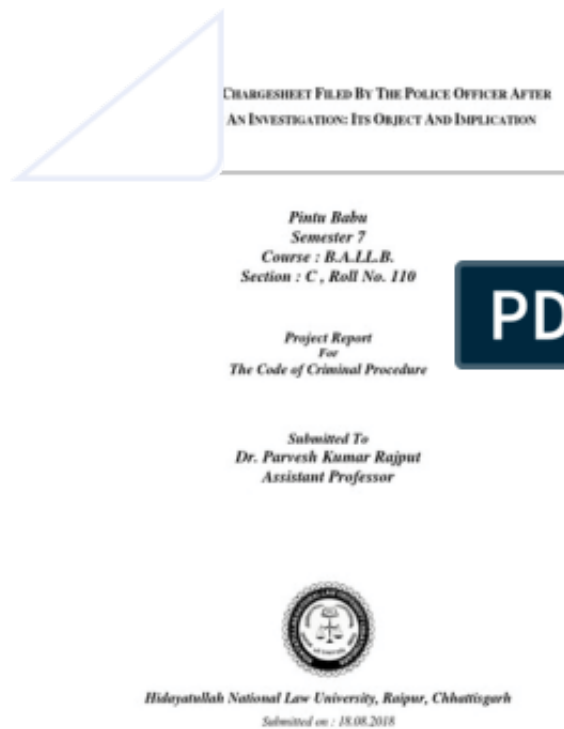 CHARGESHEET FILED BY THE POLICE OFFICER AFTER
AN INVESTIGATION: ITS OBJECT AND IMPLICATION
Pintu Babu
Semester 7
Course : B.A.LL.B.
Section : C , Roll No. 110
PD
Project Report
For
The Code of Criminal Procedure
Submitted To
Dr. Parvesh Kumar Rajput
Assistant Professor
Hidayatullah National Law University, Raipur, Chhattisgarh
Submitted on : 18.08.2018